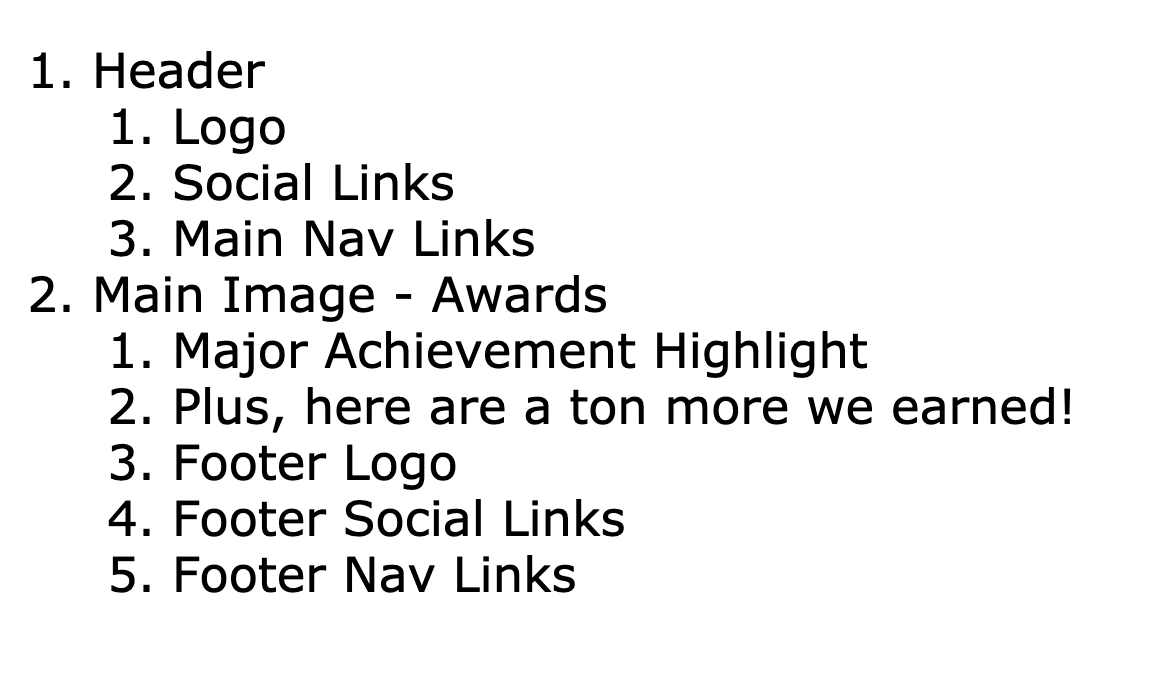 1. Header
1. Logo
2. Social Links
3. Main Nav Links
2. Main Image - Awards
1. Major Achievement Highlight
2. Plus, here are a ton more we earned!
3. Footer Logo
4. Footer Social Links
5. Footer Nav Links